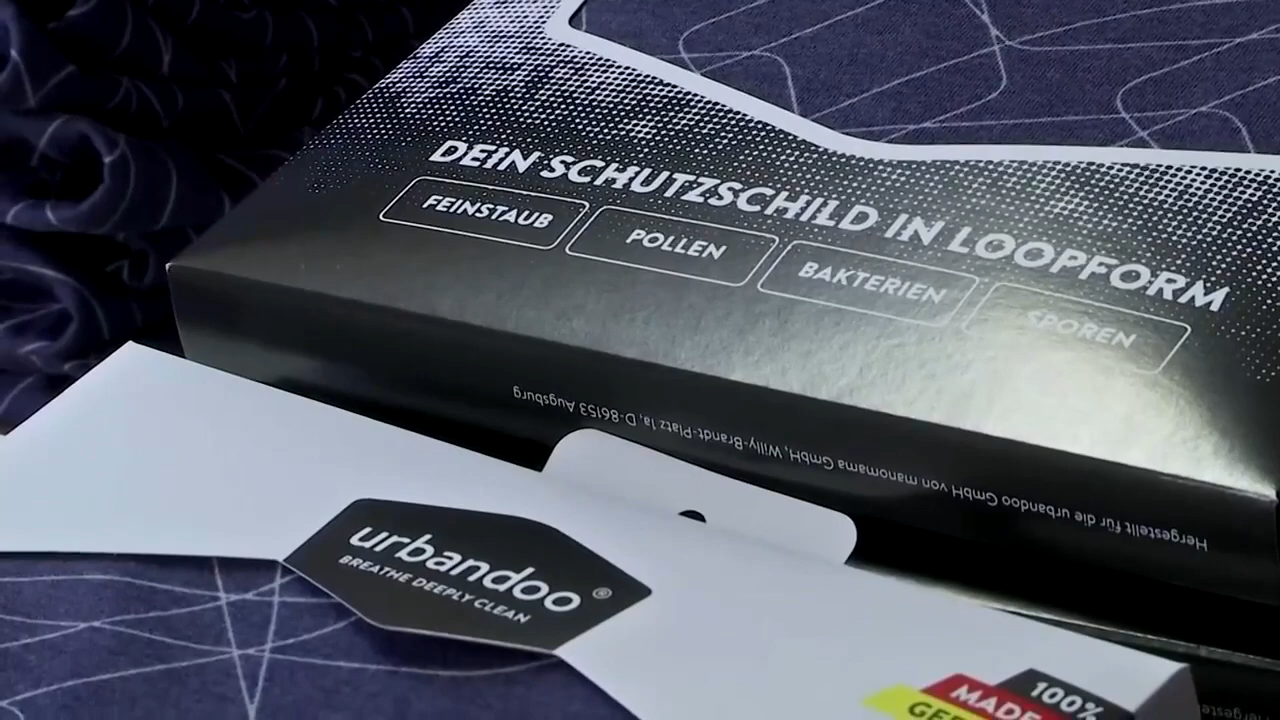 DEIN SCHUTZSCHILD IN LOOPFORM
FEINSTAUB
POLLEN
BAKTERIEN
SPOREN
Hergestellt für die urbandoo GmbH von manomama GmbH, Willy-Brandt-Platz 1a, D-86153 Augsburg
urbandoo®
BREATHE DEEPLY CLEAN
100%
MADE
GER